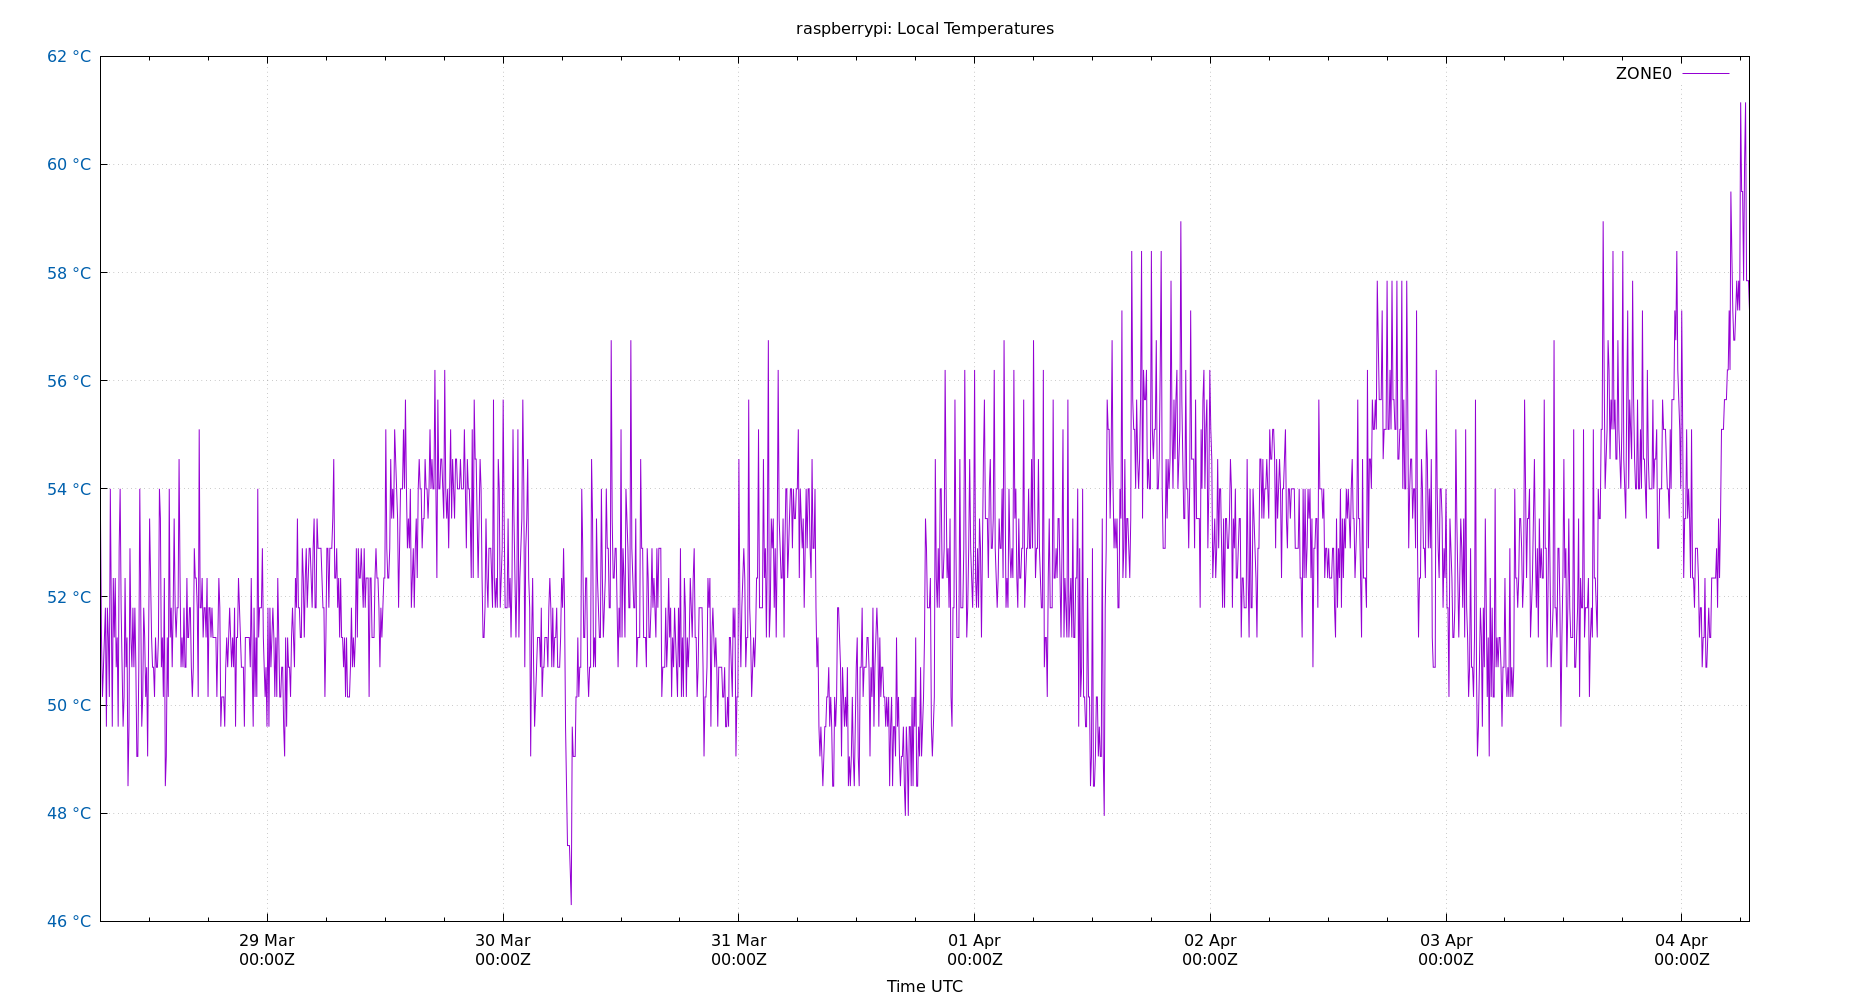 raspberrypi: Local Temperatures
62 °C
ZONE0
60 °C
58 °C
56 °C
54 °C
52 °C
50 °C
48 °C
46 °C
29 Mar 30 Mar 31 Mar 01 Apr 02 Apr 03 Apr 04 Apr
00:00Z 00:00Z 00:00Z 00:00Z 00:00Z 00:00Z 00:00Z
Time UTC